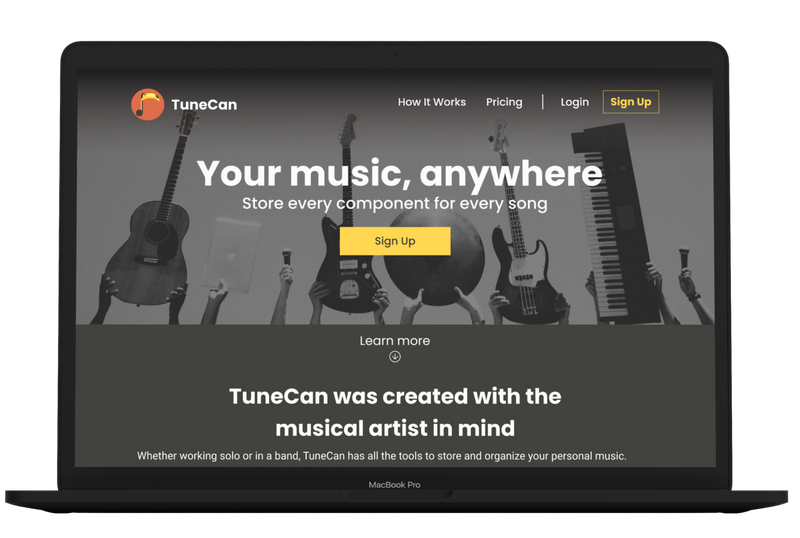 TuneCan
How It Works
Pricing
Login
Sign Up
Your music, anywhere
Store every component for every song
Sign Up
Learn more
TuneCan was created with the
musical artist in mind
Whether working solo or in a band, TuneCan has all the tools to store and organize your personal music.
MacBook Pro